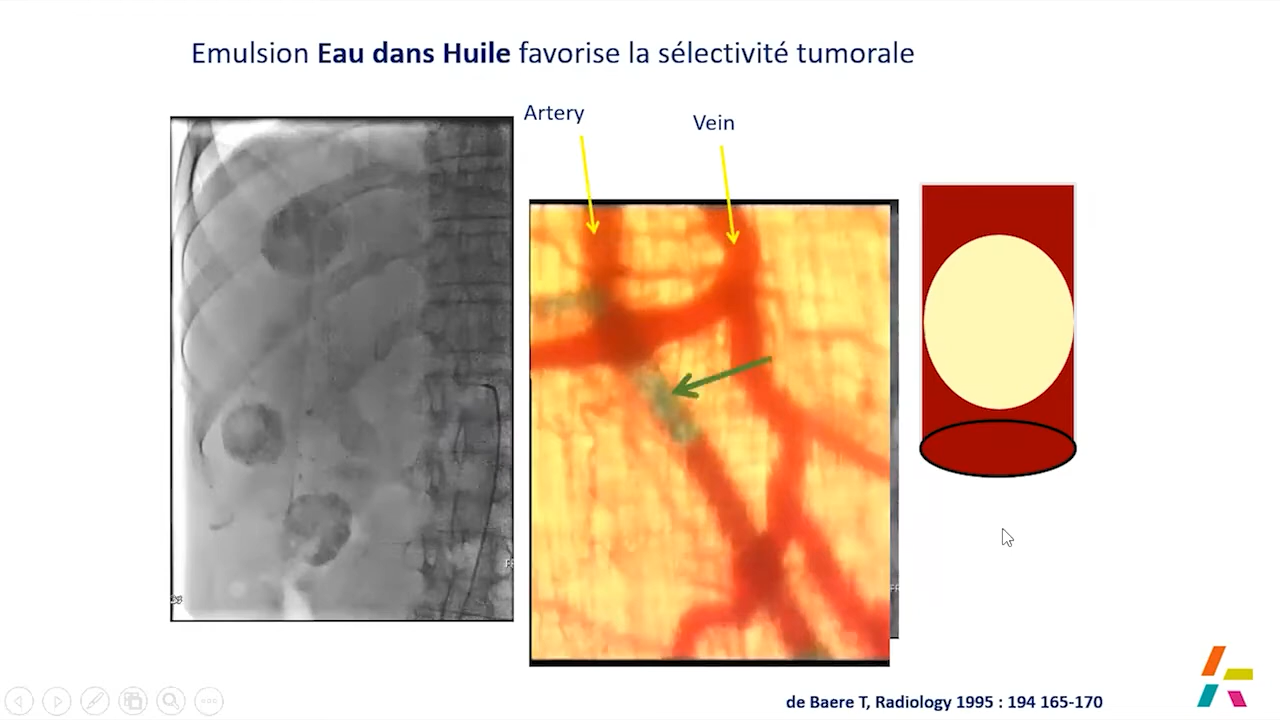 Emulsion Eau dans Huile favorise la sélectivité tumorale
Artery
Vein
de Baere T, Radiology 1995 : 194 165-170